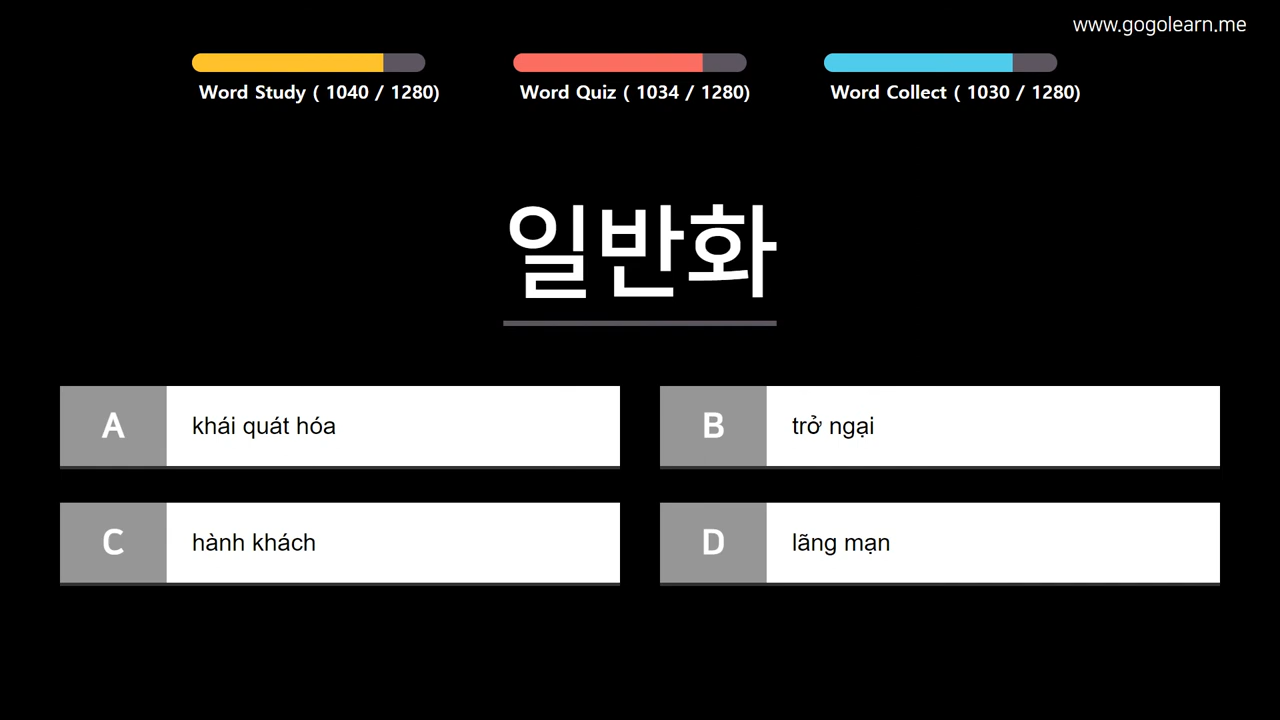 www.gogolearn.me
Word Study ( 1040 / 1280)
Word Quiz ( 1034 / 1280)
Word Collect ( 1030 / 1280)
일반화
A khái quát hóa
B trở ngại
C hành khách
D lãng mạn